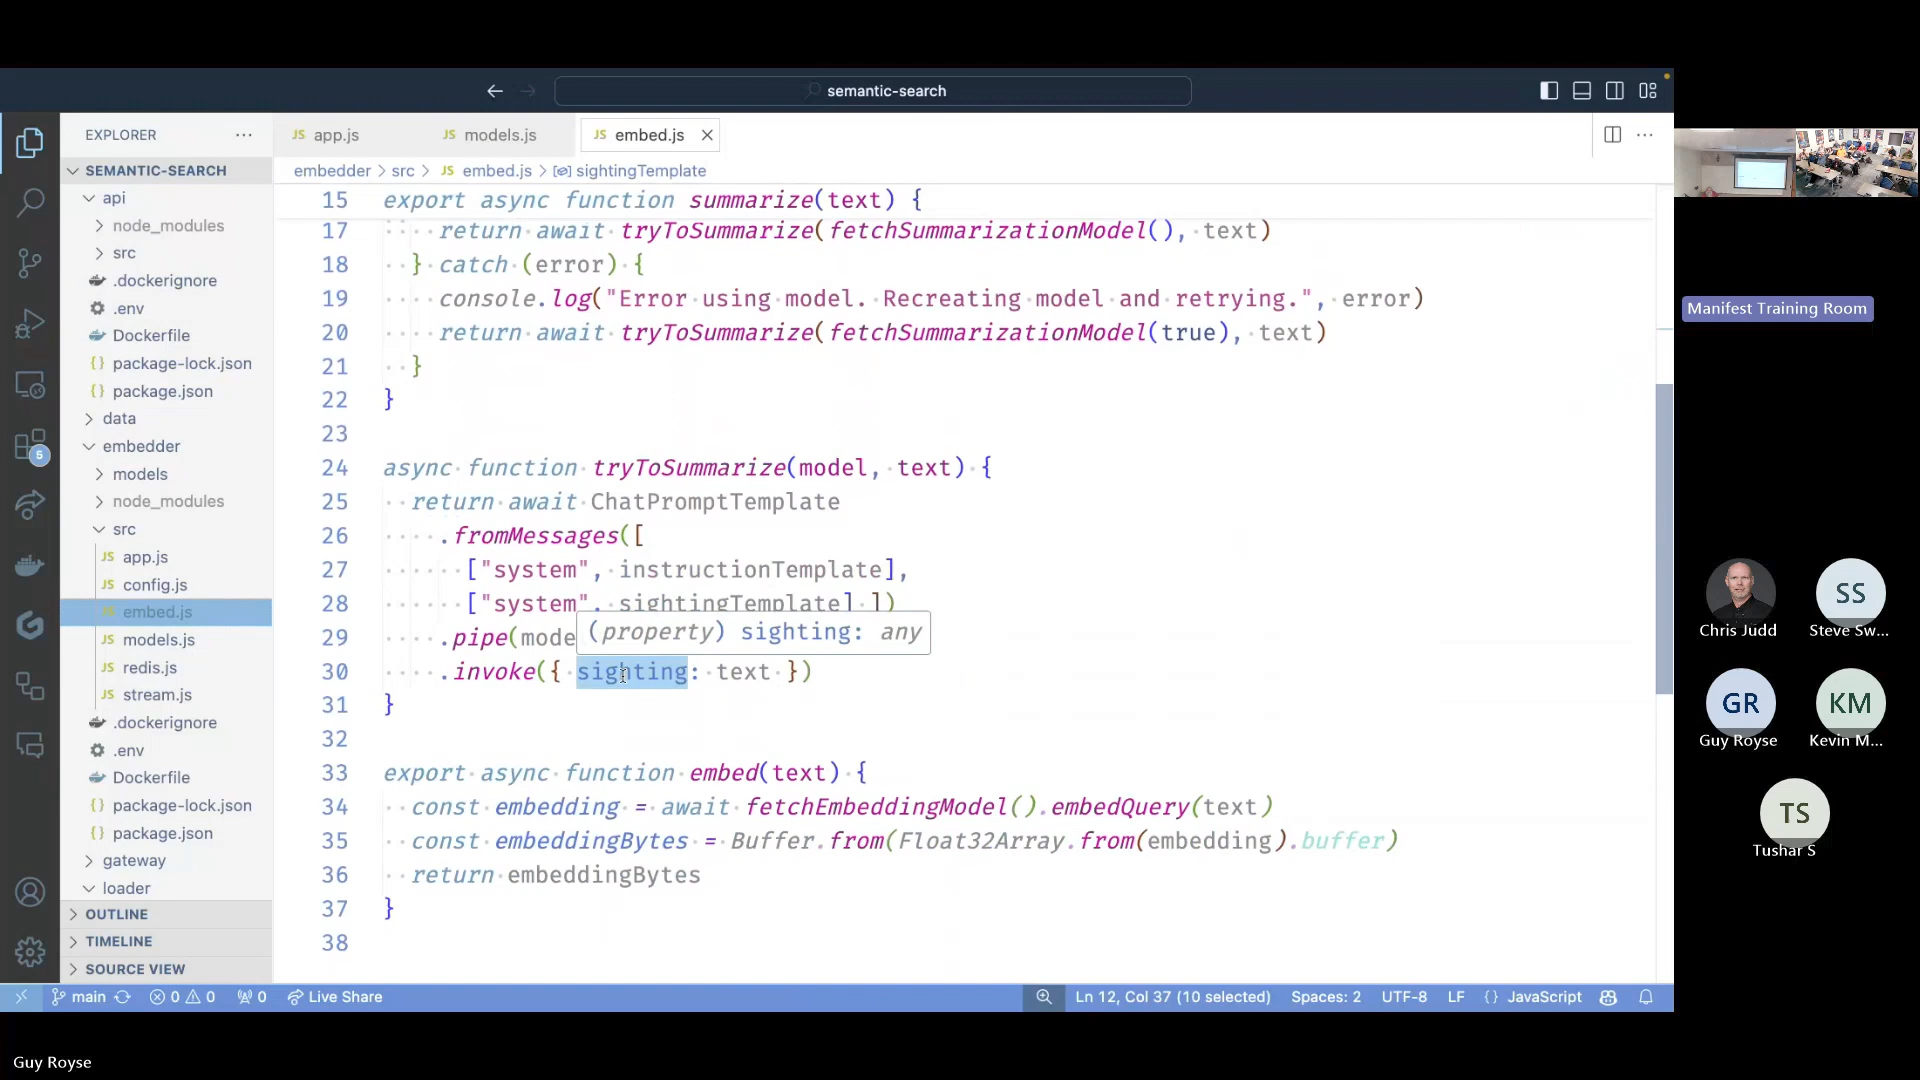 semantic-search
EXPLORER
JS app.js
JS models.js
JS embed.js
SEMANTIC-SEARCH
embedder > src > JS embed.js > sightingTemplate
api
node_modules
src
.dockerignore
.env
Dockerfile
{} package-lock.json
{} package.json
data
embedder
models
node_modules
src
JS app.js
JS config.js
JS embed.js
JS models.js
JS redis.js
JS stream.js
.dockerignore
.env
Dockerfile
{} package-lock.json
{} package.json
gateway
loader
OUTLINE
TIMELINE
SOURCE VIEW
5
15 export async function summarize(text) {
17 return await tryToSummarize(fetchSummarizationModel(), text)
18 } catch (error) {
19 console.log("Error using model. Recreating model and retrying.", error)
20 return await tryToSummarize(fetchSummarizationModel(true), text)
21 }
22 }
23
24 async function tryToSummarize(model, text) {
25 return await ChatPromptTemplate
26 .fromMessages([
27 ["system", instructionTemplate],
28 ["system", sightingTemplate] ])
(property) sighting: any
29 .pipe(mode
30 .invoke({ sighting: text })
31 }
32
33 export async function embed(text) {
34 const embedding = await fetchEmbeddingModel().embedQuery(text)
35 const embeddingBytes = Buffer.from(Float32Array.from(embedding).buffer)
36 return embeddingBytes
37 }
38
main 0 0 0 Live Share
Ln 12, Col 37 (10 selected) Spaces: 2 UTF-8 LF {} JavaScript
Manifest Training Room
Chris Judd
SS
Steve Sw...
GR
Guy Royse
KM
Kevin M...
TS
Tushar S
Guy Royse